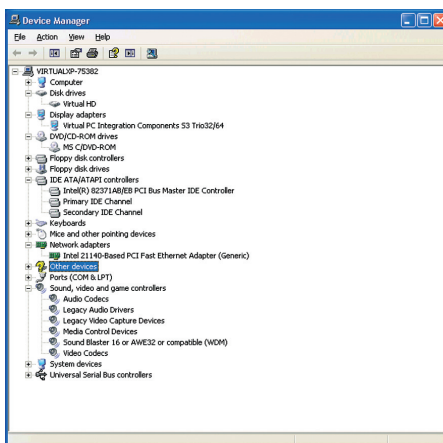 Device Manager
File Action View Help
VIRTUALXP-75382
Computer
Disk drives
Virtual HD
Display adapters
Virtual PC Integration Components S3 Trio32/64
DVD/CD-ROM drives
MS C/DVD-ROM
Floppy disk controllers
Floppy disk drives
IDE ATA/ATAPI controllers
Intel(R) 82371AB/EB PCI Bus Master IDE Controller
Primary IDE Channel
Secondary IDE Channel
Keyboards
Mice and other pointing devices
Network adapters
Intel 21140-Based PCI Fast Ethernet Adapter (Generic)
Other devices
Ports (COM & LPT)
Sound, video and game controllers
Audio Codecs
Legacy Audio Drivers
Legacy Video Capture Devices
Media Control Devices
Sound Blaster 16 or AWE32 or compatible (WDM)
Video Codecs
System devices
Universal Serial Bus controllers